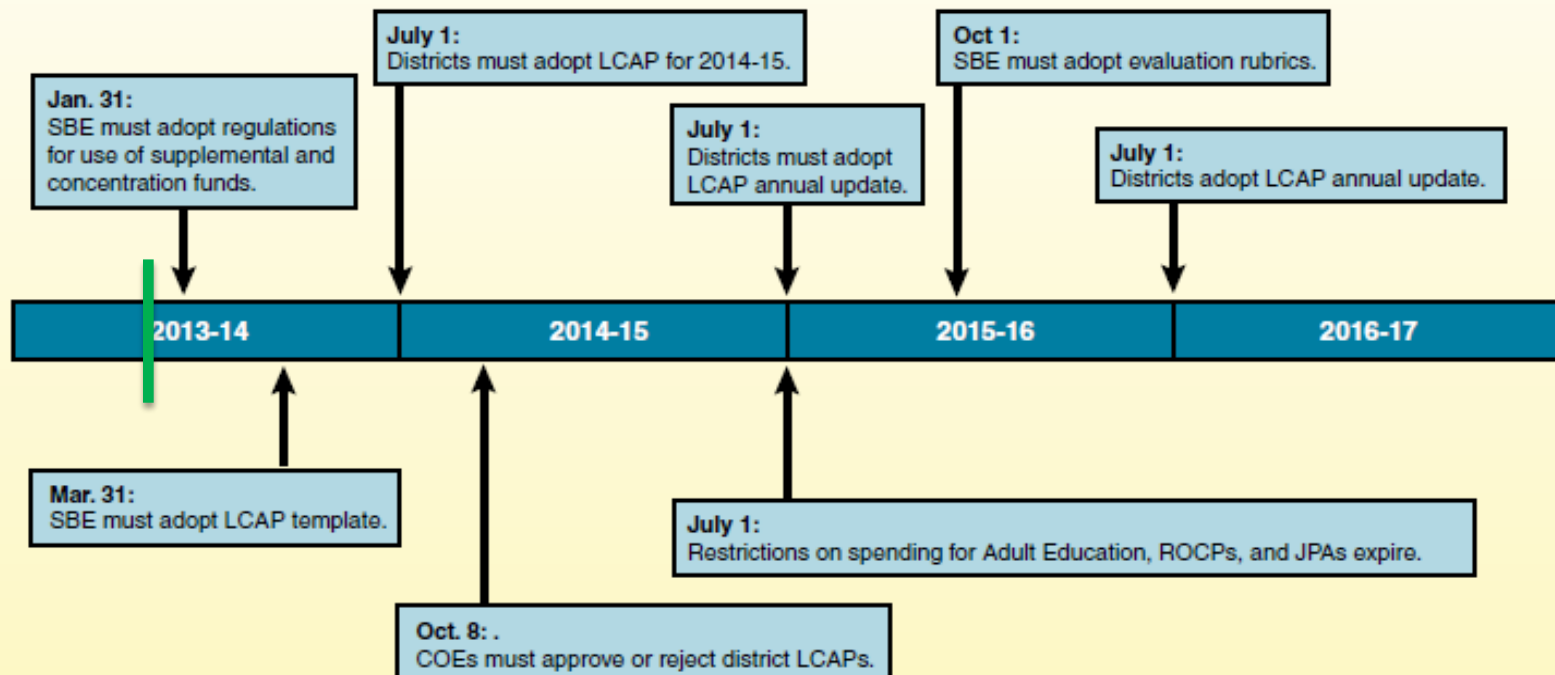 July 1:
Districts must adopt LCAP for 2014-15.
Oct 1:
SBE must adopt evaluation rubrics.
Jan. 31:
SBE must adopt regulations
for use of supplemental and
concentration funds.
July 1:
Districts must adopt
LCAP annual update.
July 1:
Districts adopt LCAP annual update.
2013-14
2014-15
2015-16
2016-17
Mar. 31:
SBE must adopt LCAP template.
July 1:
Restrictions on spending for Adult Education, ROCPs, and JPAs expire.
Oct. 8: .
COEs must approve or reject district LCAPs.